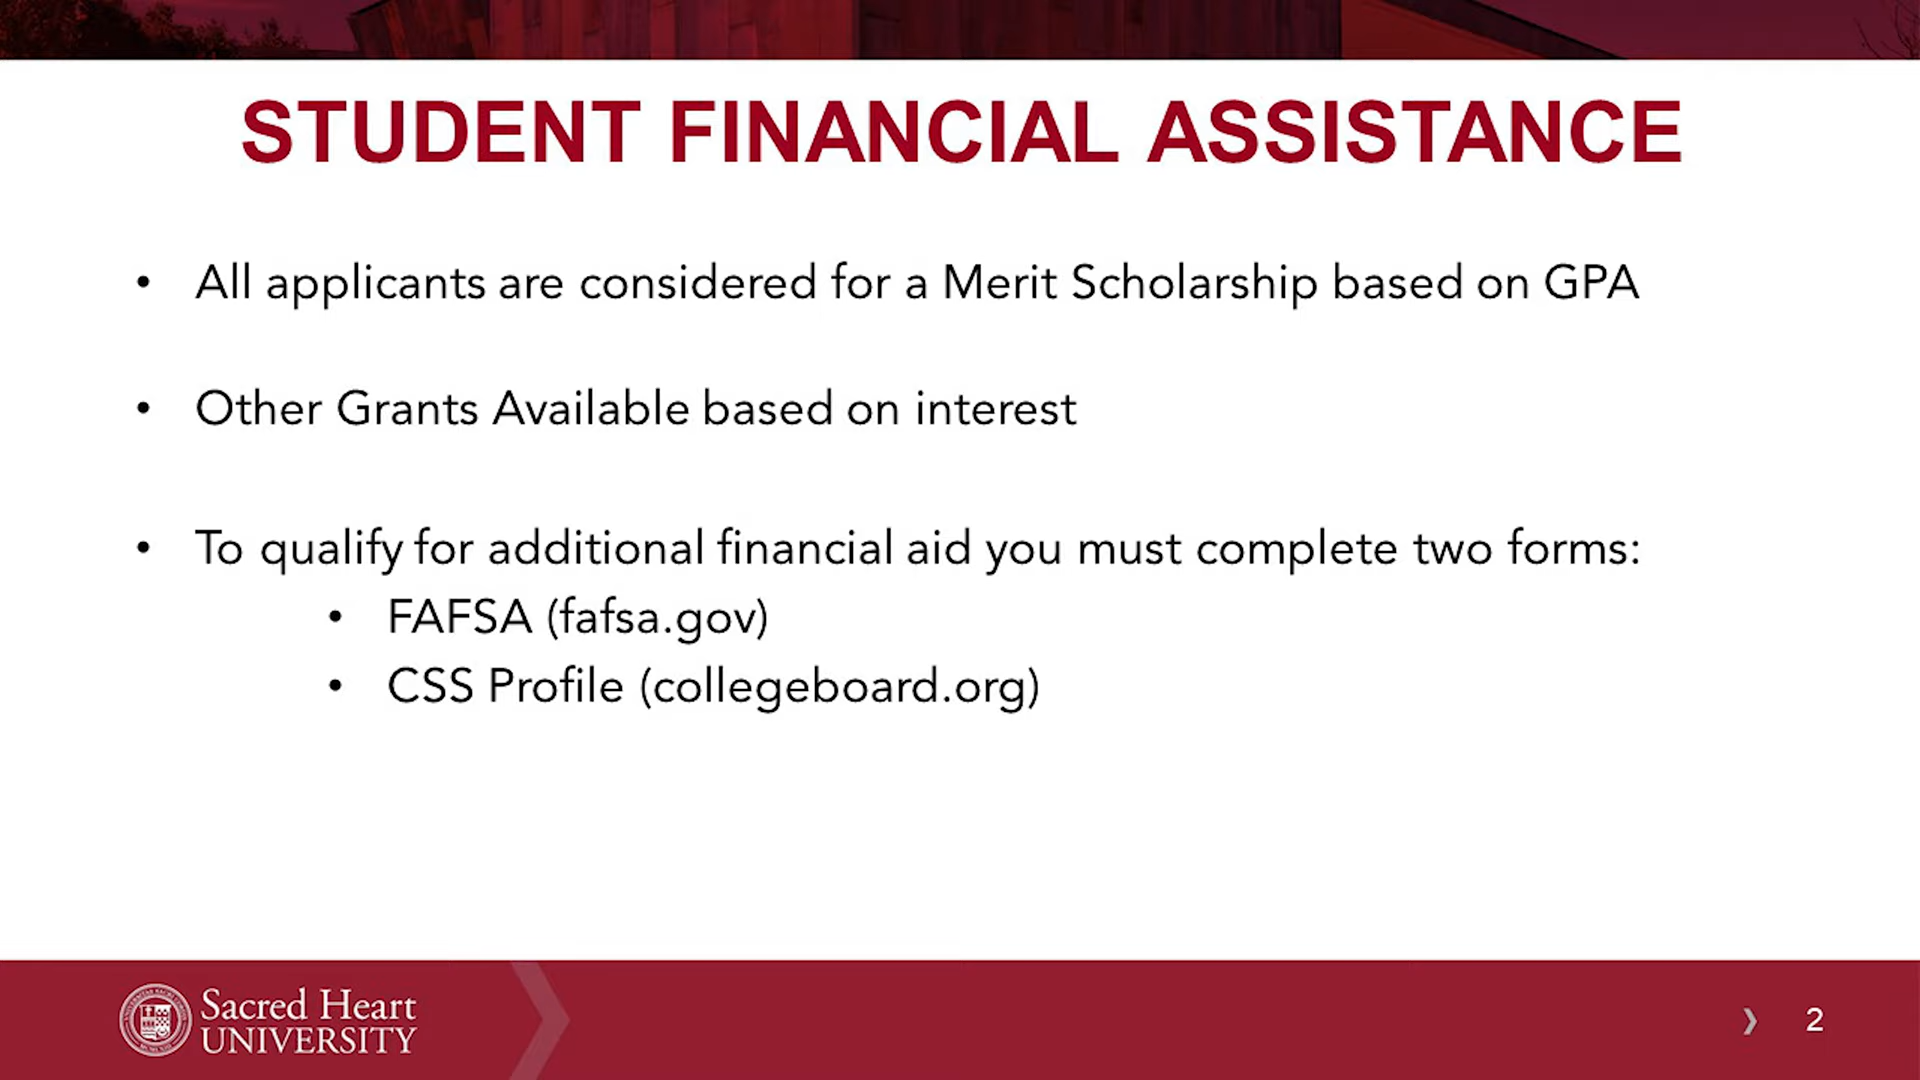 STUDENT FINANCIAL ASSISTANCE
• All applicants are considered for a Merit Scholarship based on GPA
• Other Grants Available based on interest
• To qualify for additional financial aid you must complete two forms:
• FAFSA (fafsa.gov)
• CSS Profile (collegeboard.org)
Sacred Heart
UNIVERSITY
2